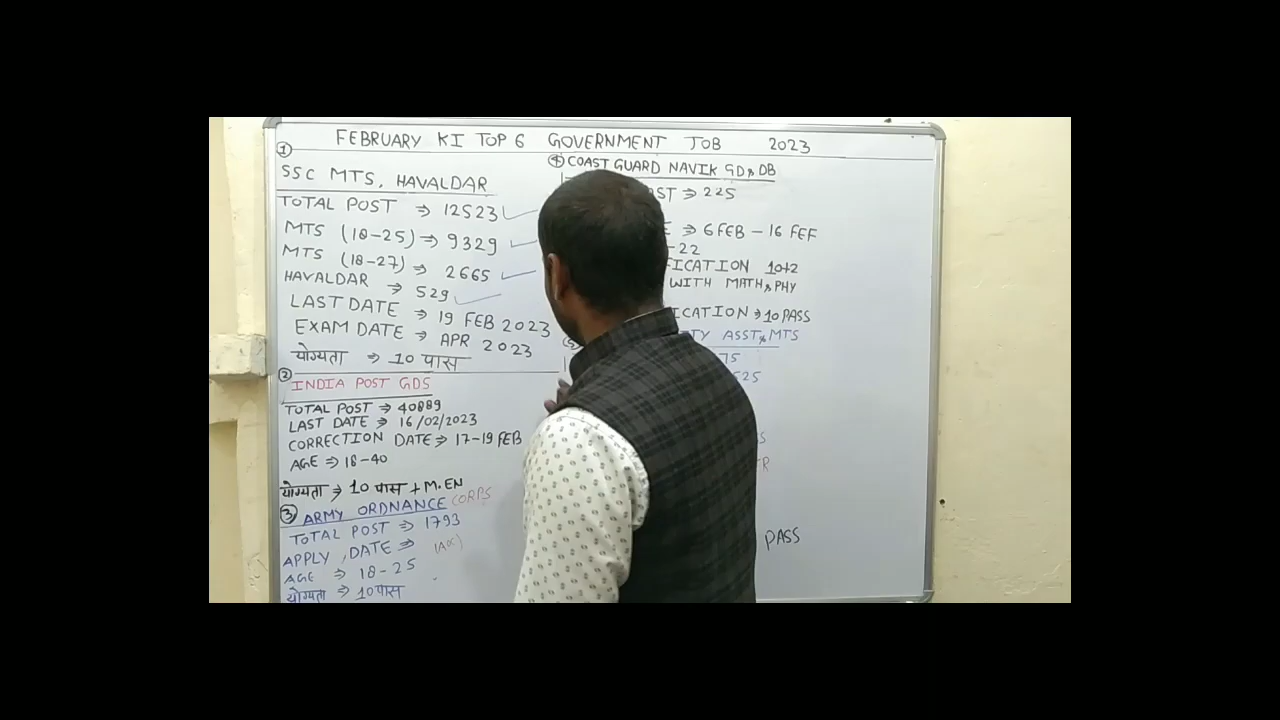 FEBRUARY KI TOP 6 GOVERNMENT JOB 2023
①
SSC MTS, HAVALDAR
TOTAL POST ⇒ 12523
MTS (18-25) ⇒ 9329
MTS (18-27) ⇒ 2665
HAVALDAR ⇒ 529
LAST DATE ⇒ 19 FEB 2023
EXAM DATE ⇒ APR 2023
योग्यता ⇒ 10 पास
②
INDIA POST GDS
TOTAL POST ⇒ 40889
LAST DATE ⇒ 16/02/2023
CORRECTION DATE ⇒ 17-19 FEB
AGE ⇒ 18-40
योग्यता ⇒ 10 पास + M.EN
③ ARMY ORDNANCE CORPS
TOTAL POST ⇒ 1793
APPLY DATE ⇒ (AOC)
AGE ⇒ 18-25
योग्यता ⇒ 10 पास
④ COAST GUARD NAVIK GD & DB
ST ⇒ 225
E ⇒ 6 FEB - 16 FEF
-22
FICATION 10+2
WITH MATH & PHY
ICATION ⇒ 10 PASS
⑤ TY ASST & MTS
75
525
PASS